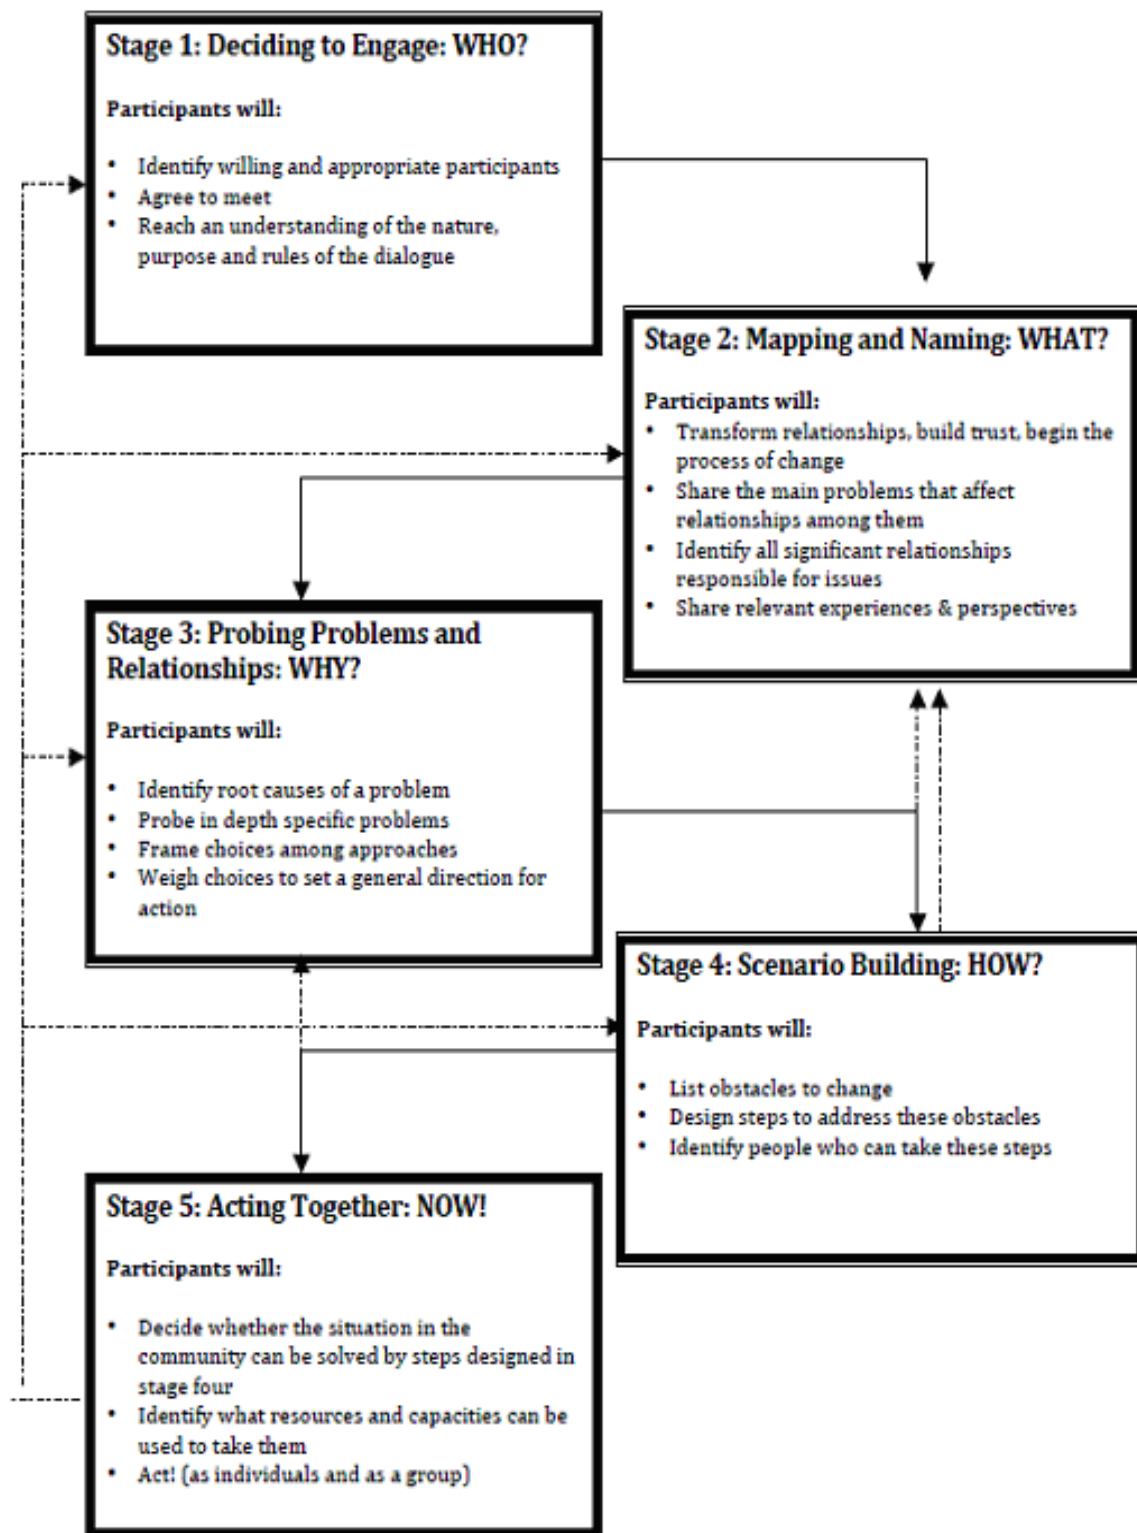 Stage 1: Deciding to Engage: WHO?
Participants will:
• Identify willing and appropriate participants
• Agree to meet
• Reach an understanding of the nature,
purpose and rules of the dialogue
Stage 2: Mapping and Naming: WHAT?
Participants will:
• Transform relationships, build trust, begin the
process of change
• Share the main problems that affect
relationships among them
• Identify all significant relationships
responsible for issues
• Share relevant experiences & perspectives
Stage 3: Probing Problems and
Relationships: WHY?
Participants will:
• Identify root causes of a problem
• Probe in depth specific problems
• Frame choices among approaches
• Weigh choices to set a general direction for
action
Stage 4: Scenario Building: HOW?
Participants will:
• List obstacles to change
• Design steps to address these obstacles
• Identify people who can take these steps
Stage 5: Acting Together: NOW!
Participants will:
• Decide whether the situation in the
community can be solved by steps designed in
stage four
• Identify what resources and capacities can be
used to take them
• Act! (as individuals and as a group)